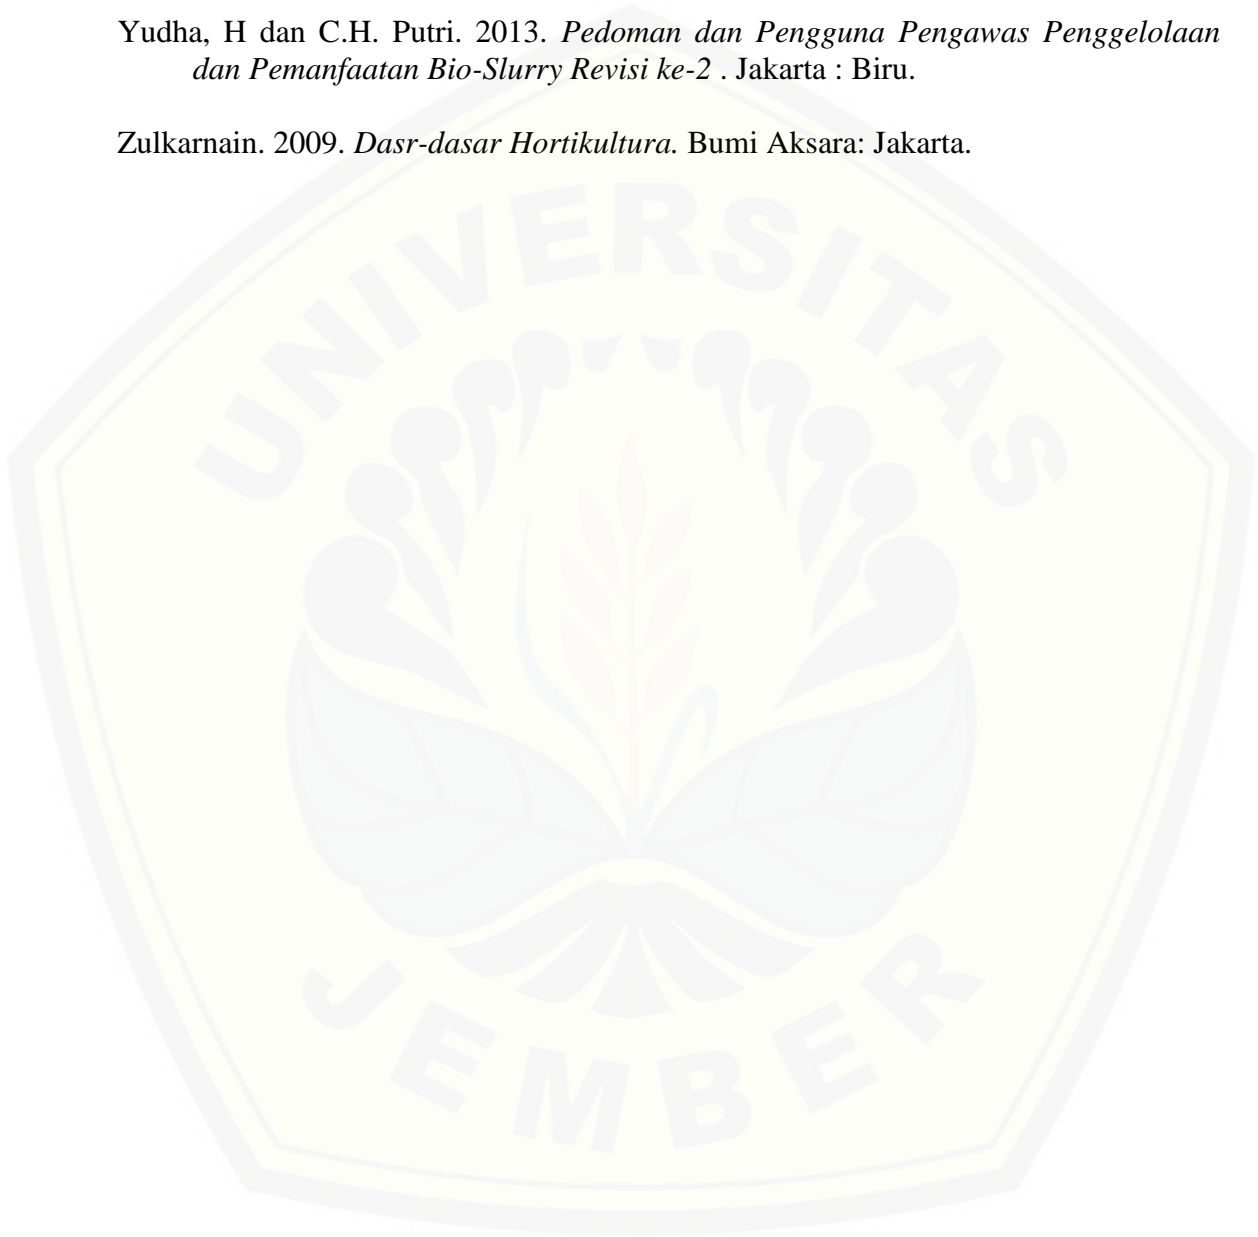 Yudha, H dan C.H. Putri. 2013. Pedoman dan Pengguna Pengawas Penggelolaan
dan Pemanfaatan Bio-Slurry Revisi ke-2 . Jakarta : Biru.
Zulkarnain. 2009. Dasr-dasar Hortikultura. Bumi Aksara: Jakarta.
UNIVERSITAS
JEMBER